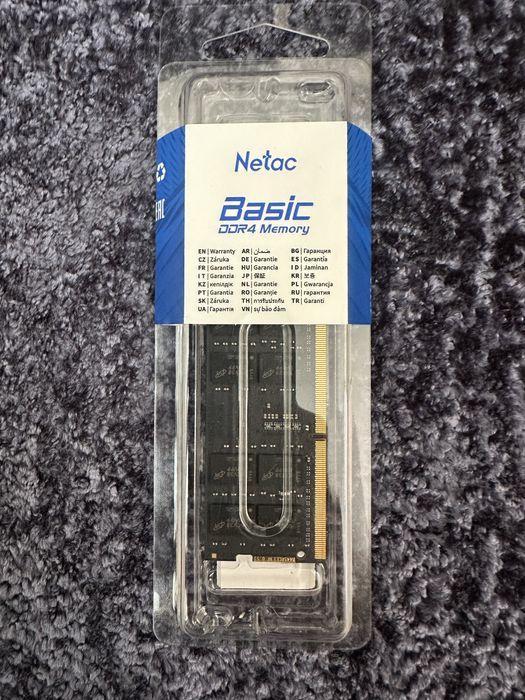 Netac
Basic
DDR4 Memory
EN | Warranty AR | ضمان BG | Гаранция
CZ | Záruka DE | Garantie ES | Garantía
FR | Garantie HU | Garancia ID | Jaminan
IT | Garanzia JP | 保証 KR | 보증
KZ | кепілдік NL | Garantie PL | Gwarancja
PT | Garantia RO | Garanție RU | гарантия
SK | Záruka TH | การรับประกัน TR | Garanti
UA | Гарантія VN | sự bảo đảm
EAC